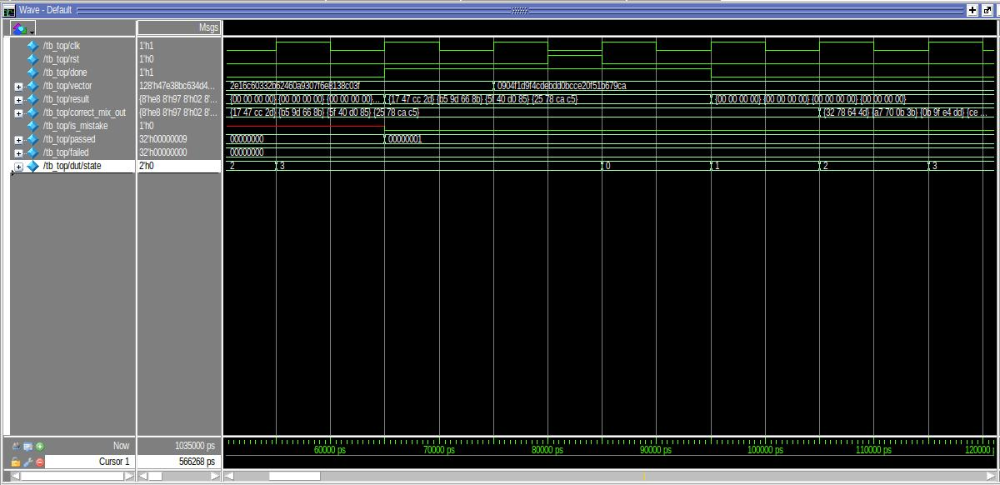 Wave - Default
Msgs
/tb_top/clk 1'h1
/tb_top/rst 1'h0
/tb_top/done 1'h1
/tb_top/vector 128'h47e38bc634d4... 2e16c60332b62460a9307f6e8138c03f 0904f1d9f4cdebdd0bcce20f51b679ca
/tb_top/result {8'he8 8'h97 8'h02 8'... {00 00 00 00} {00 00 00 00} {00 00 00 00}... {17 47 cc 2d} {b5 9d 66 8b} {5f 40 d0 85} {25 78 ca c5} {00 00 00 00} {00 00 00 00} {00 00 00 00} {00 00 00 00}
/tb_top/correct_mix_out {8'he8 8'h97 8'h02 8'... {17 47 cc 2d} {b5 9d 66 8b} {5f 40 d0 85} {25 78 ca c5} {32 78 64 4d} {a7 70 0b 3b} {0b 9f e4 dd} {ce ...
/tb_top/is_mistake 1'h0
/tb_top/passed 32'h00000009 00000000 00000001
/tb_top/failed 32'h00000000 00000000
/tb_top/dut/state 2'h0 2 3 0 1 2 3
Now 1035000 ps
60000 ps 70000 ps 80000 ps 90000 ps 100000 ps 110000 ps 120000
Cursor 1 566268 ps